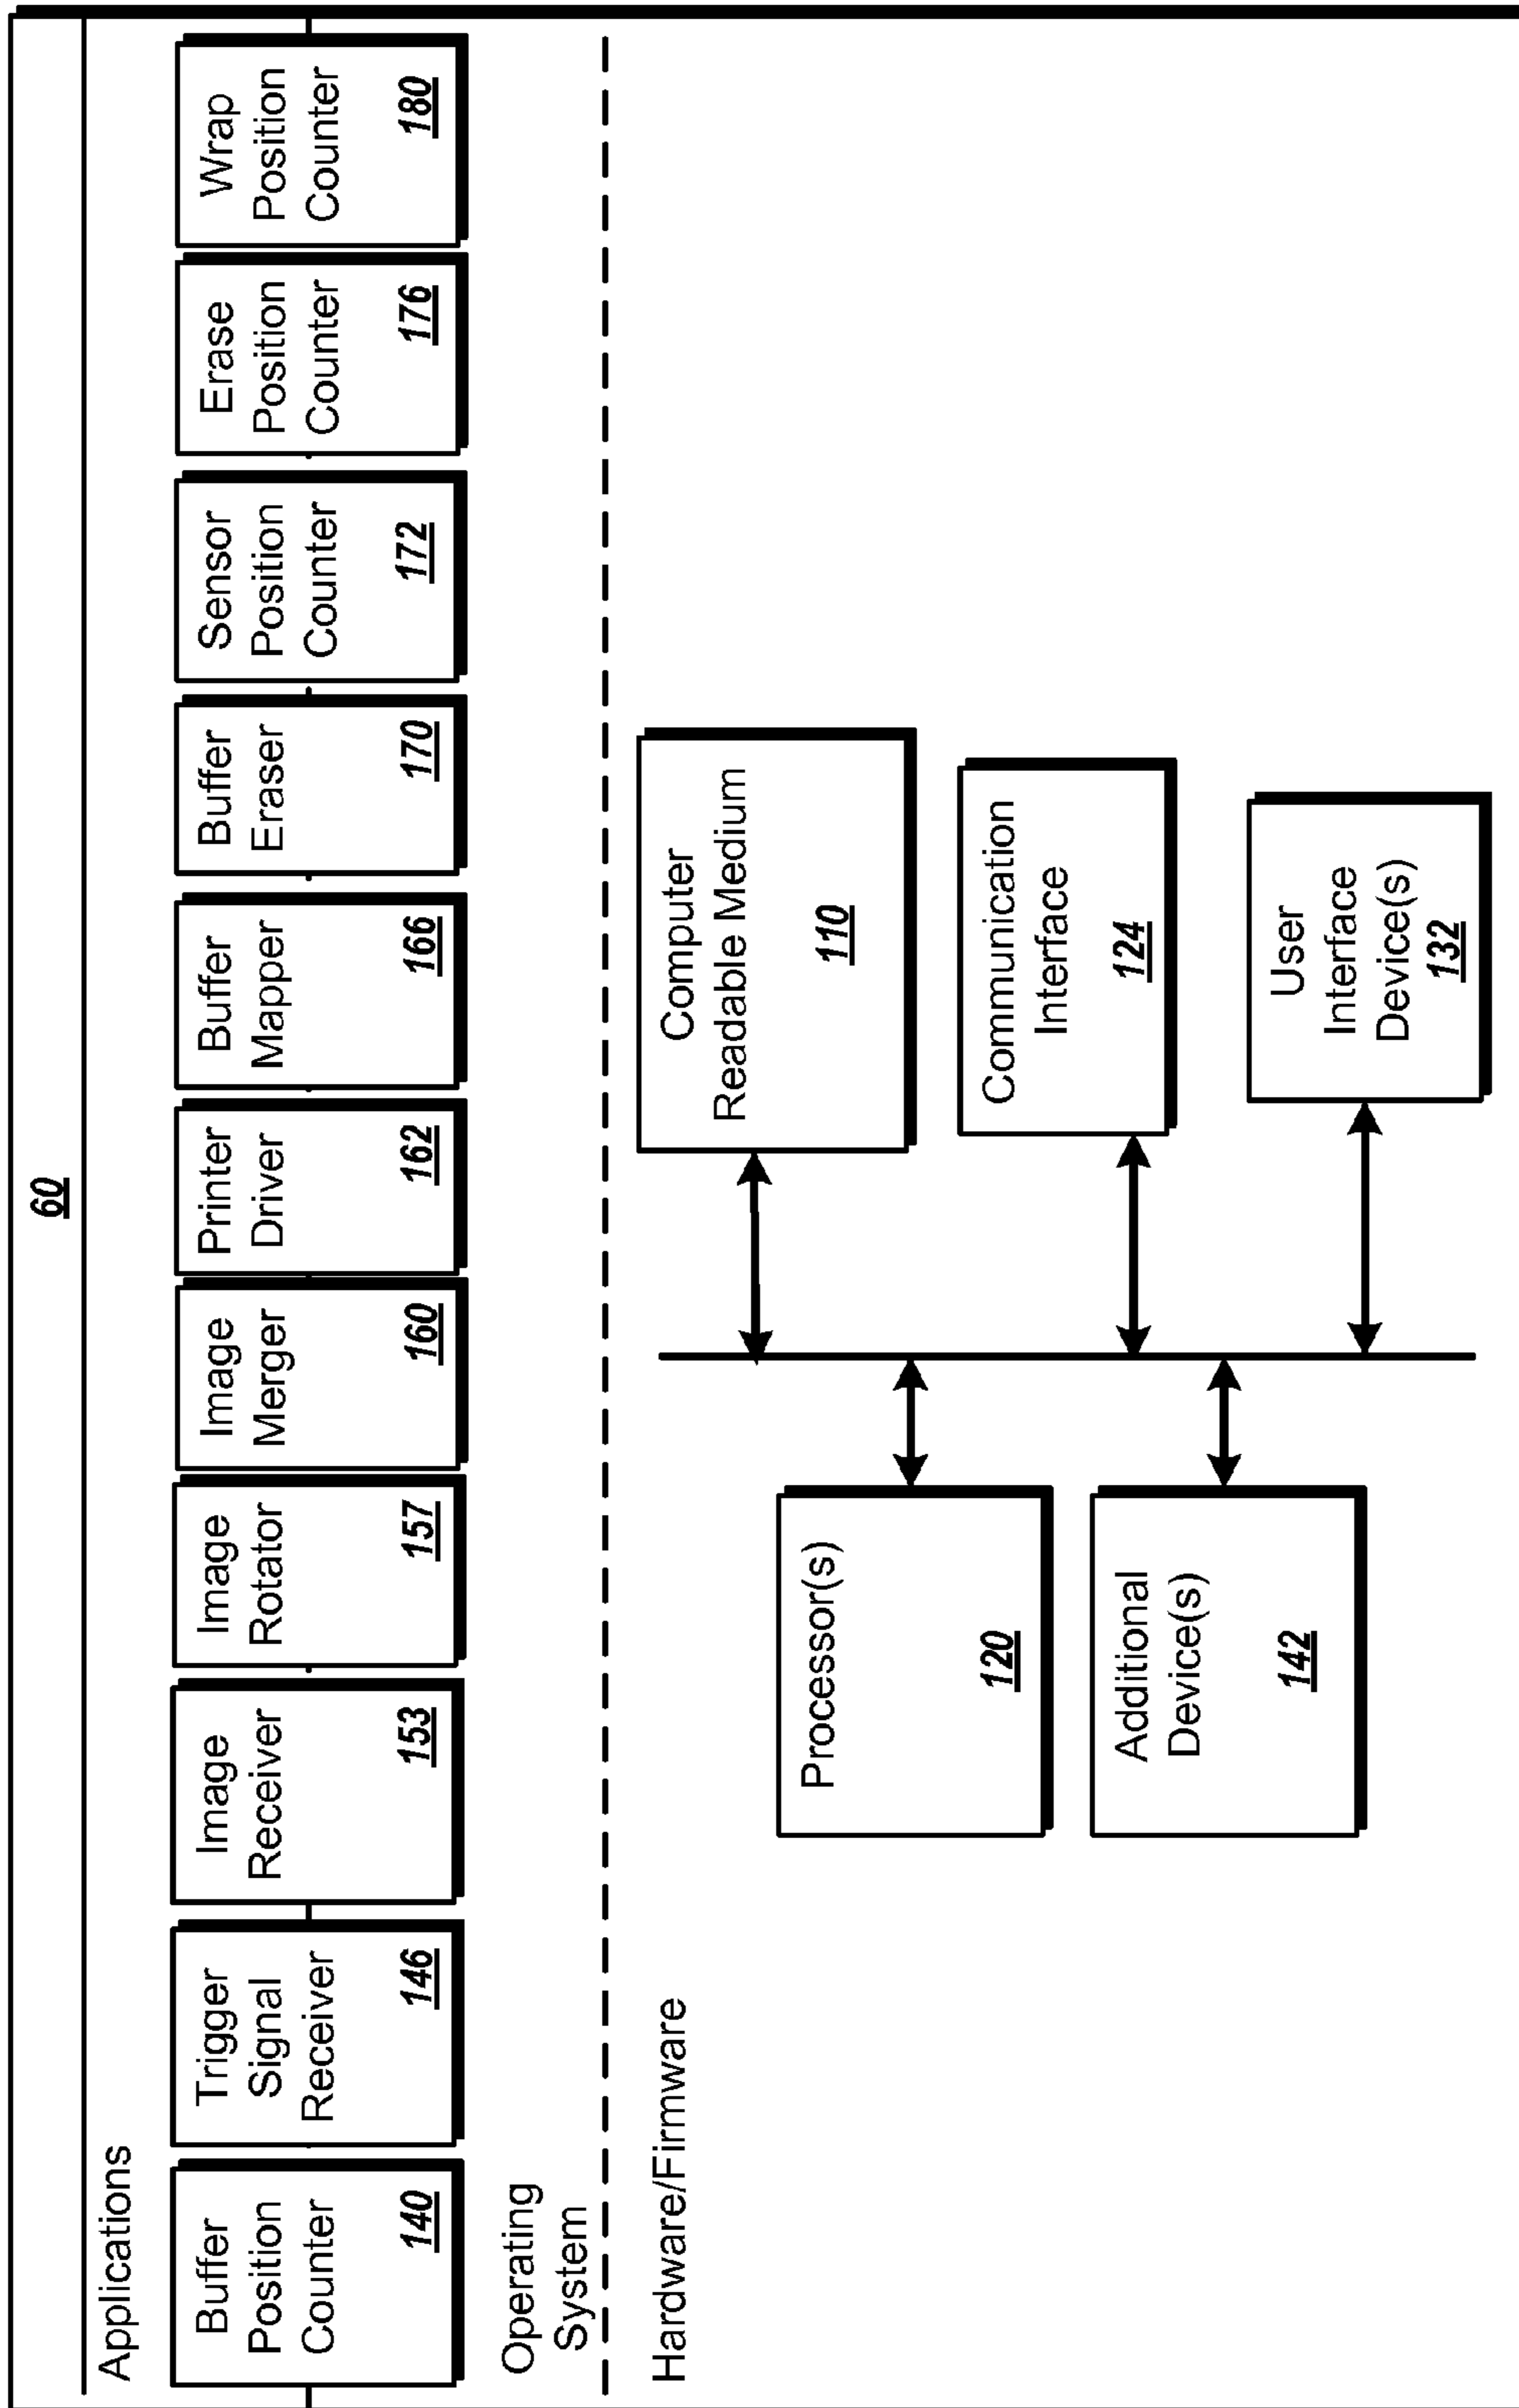 60
Applications
Buffer
Position
Counter
140
Trigger
Signal
Receiver
146
Image
Receiver
153
Image
Rotator
157
Image
Merger
160
Printer
Driver
162
Buffer
Mapper
166
Buffer
Eraser
170
Sensor
Position
Counter
172
Erase
Position
Counter
176
Wrap
Position
Counter
180
Operating
System
Hardware/Firmware
Processor(s)
120
Additional
Device(s)
142
Computer
Readable Medium
110
Communication
Interface
124
User
Interface
Device(s)
132